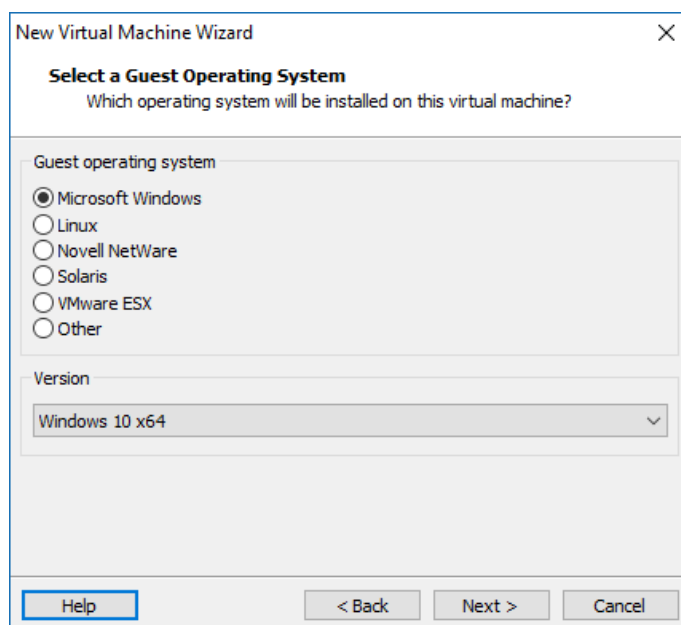 New Virtual Machine Wizard
Select a Guest Operating System
Which operating system will be installed on this virtual machine?
Guest operating system
Microsoft Windows
Linux
Novell NetWare
Solaris
VMware ESX
Other
Version
Windows 10 x64
Help
< Back
Next >
Cancel